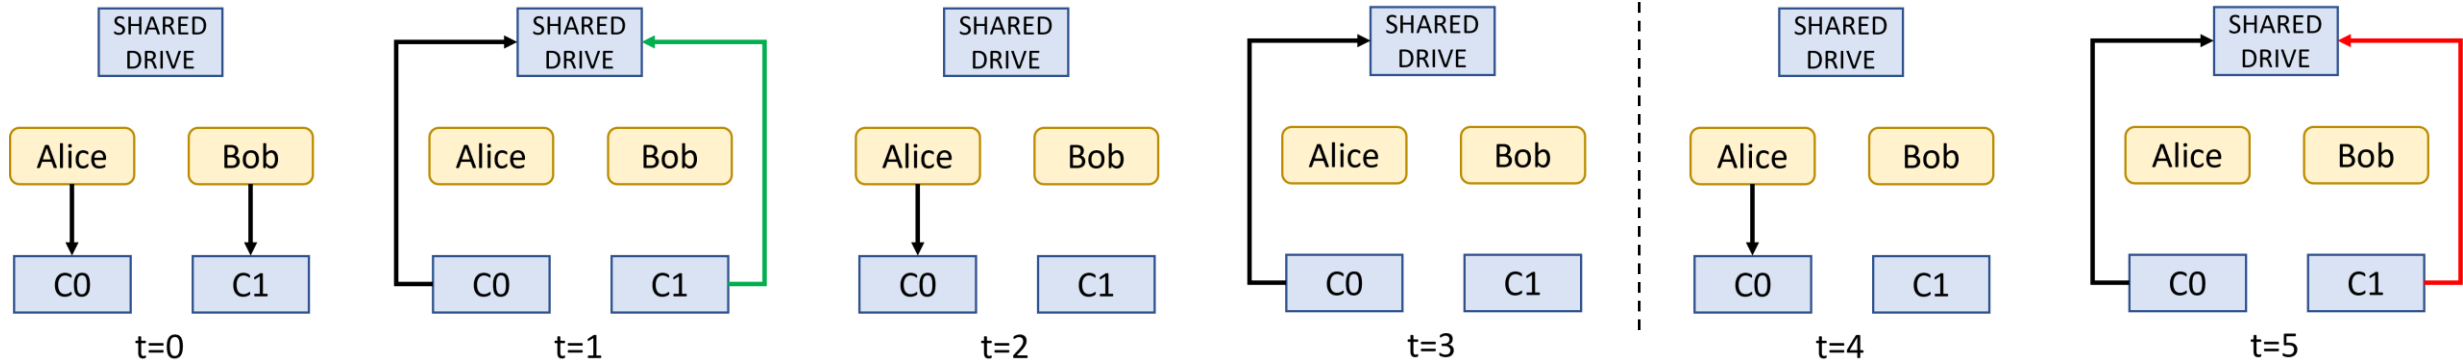 SHARED
DRIVE
Alice
Bob
C0
C1
t=0
SHARED
DRIVE
Alice
Bob
C0
C1
t=1
SHARED
DRIVE
Alice
Bob
C0
C1
t=2
SHARED
DRIVE
Alice
Bob
C0
C1
t=3
SHARED
DRIVE
Alice
Bob
C0
C1
t=4
SHARED
DRIVE
Alice
Bob
C0
C1
t=5